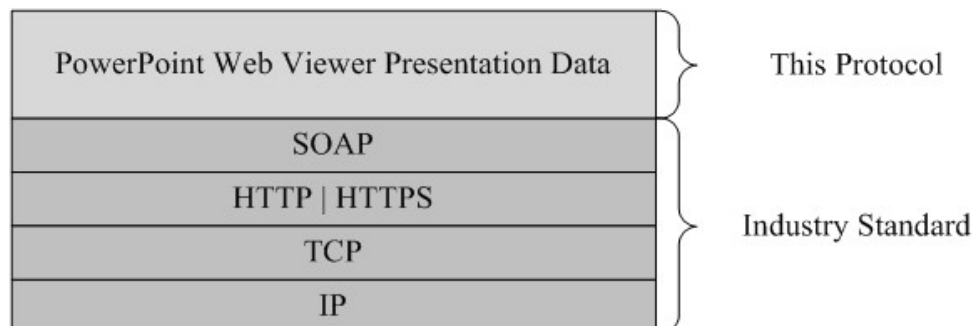 PowerPoint Web Viewer Presentation Data
This Protocol
SOAP
HTTP | HTTPS
Industry Standard
TCP
IP